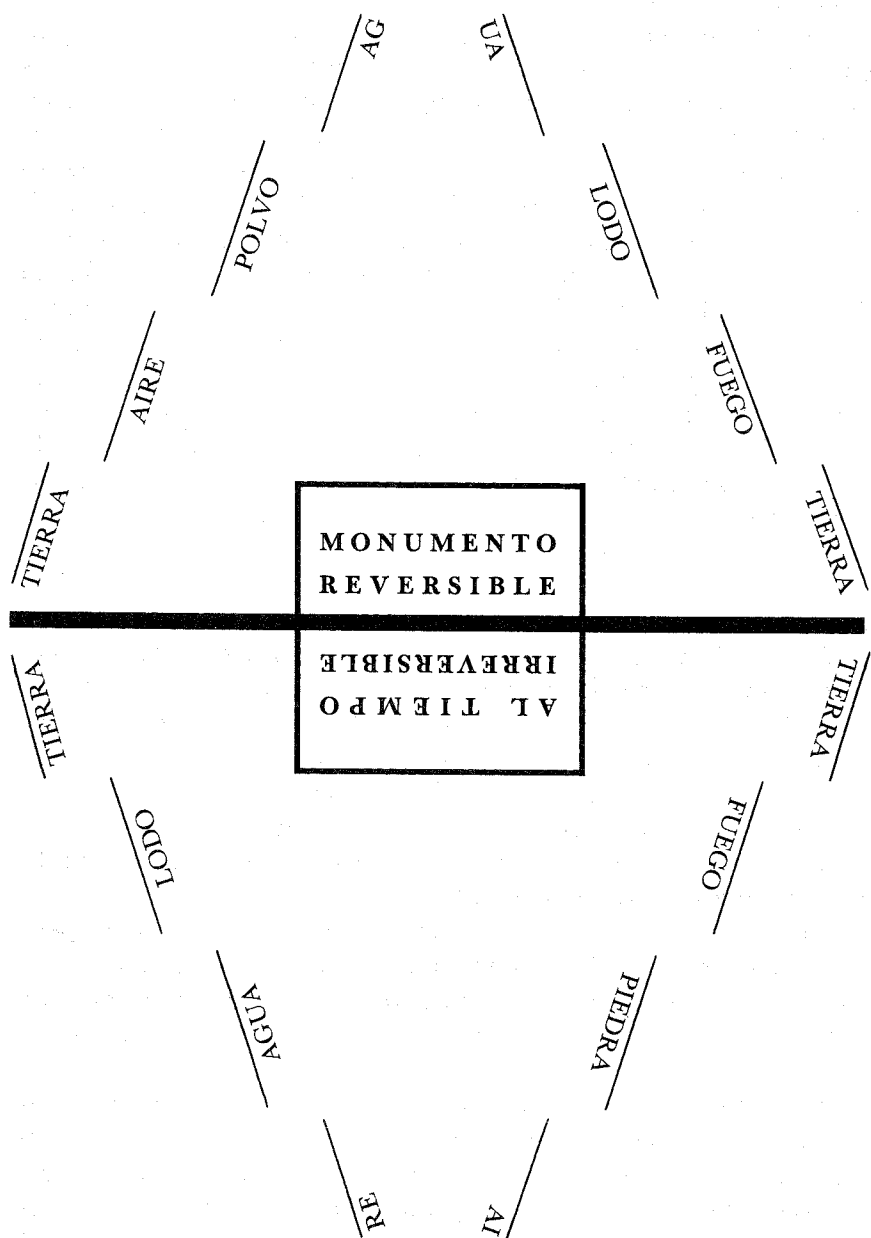 AG
UA
POLVO
LODO
AIRE
FUEGO
TIERRA
TIERRA
MONUMENTO
REVERSIBLE
AL TIEMPO
IRREVERSIBLE
TIERRA
TIERRA
LODO
FUEGO
AGUA
PIEDRA
RE
AI